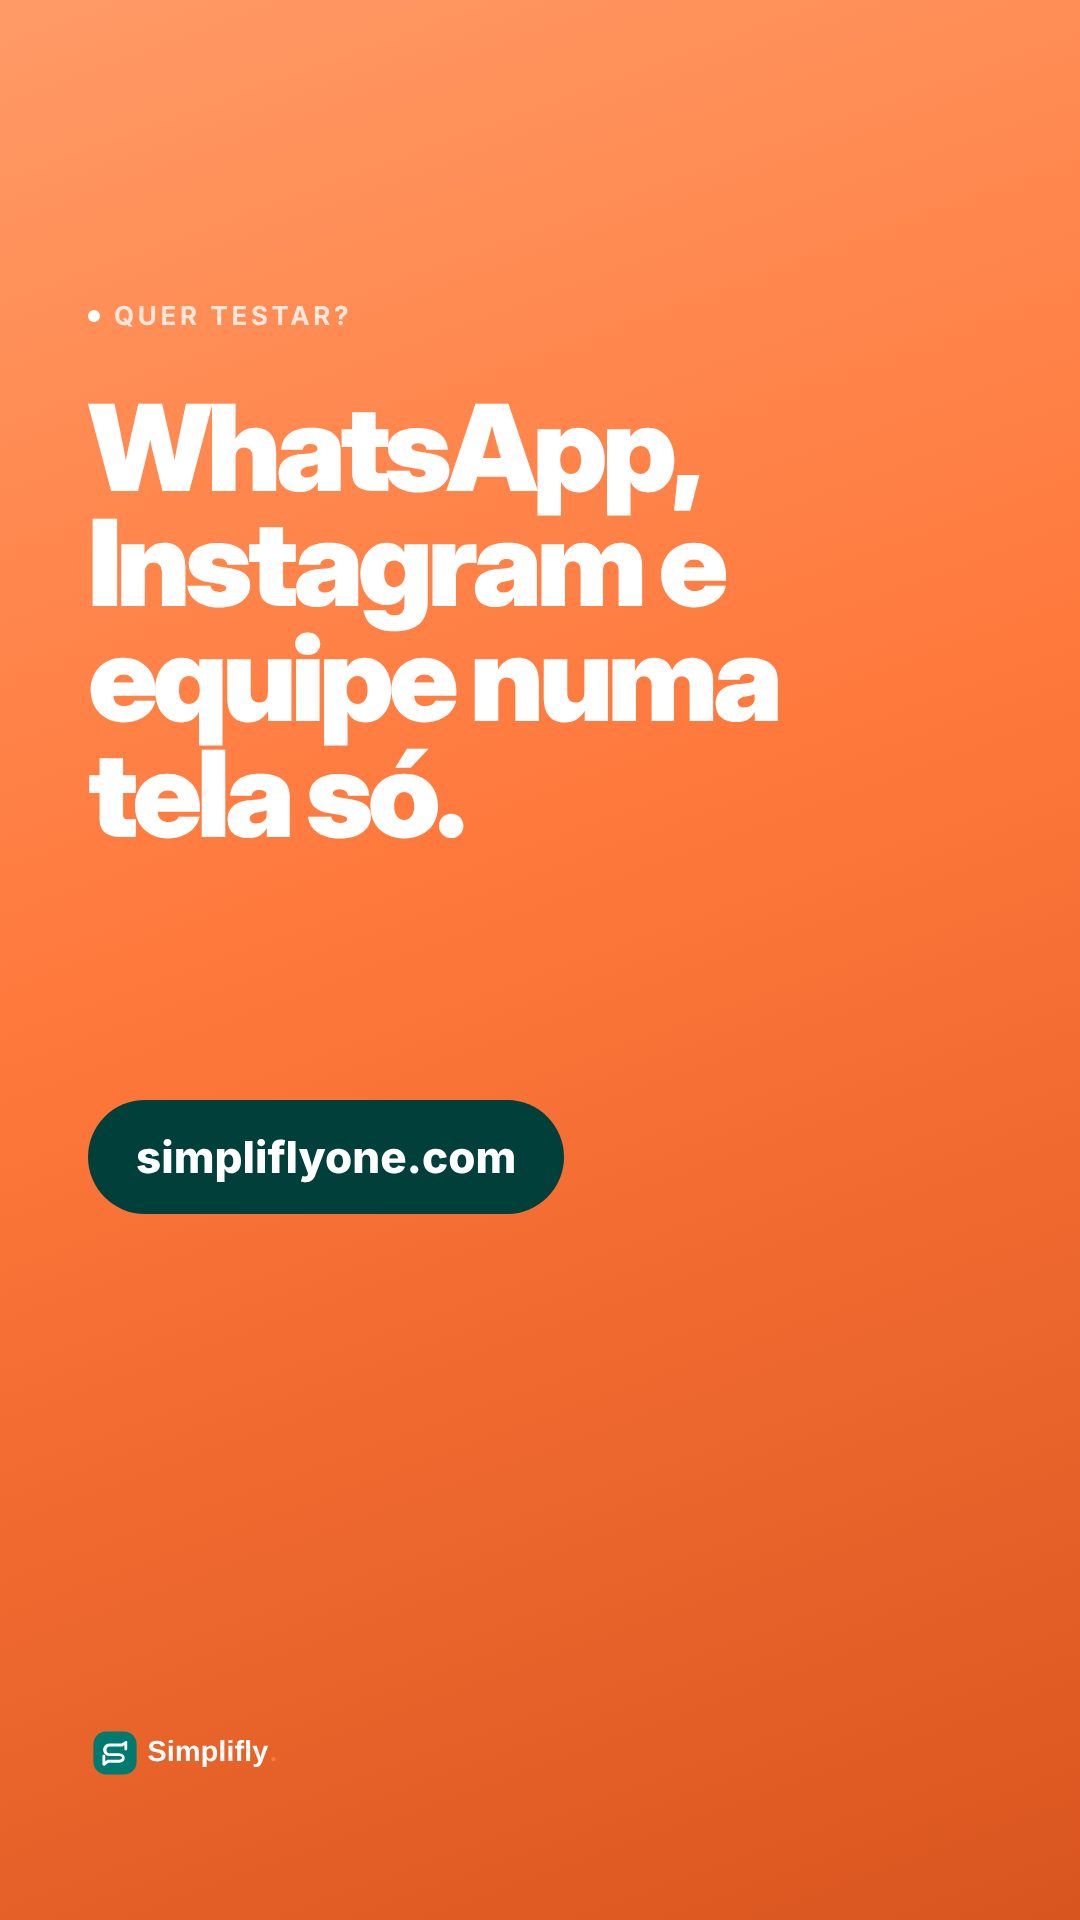 QUER TESTAR?
WhatsApp,
Instagram e
equipe numa
tela só.
simpliflyone.com
Simplifly.